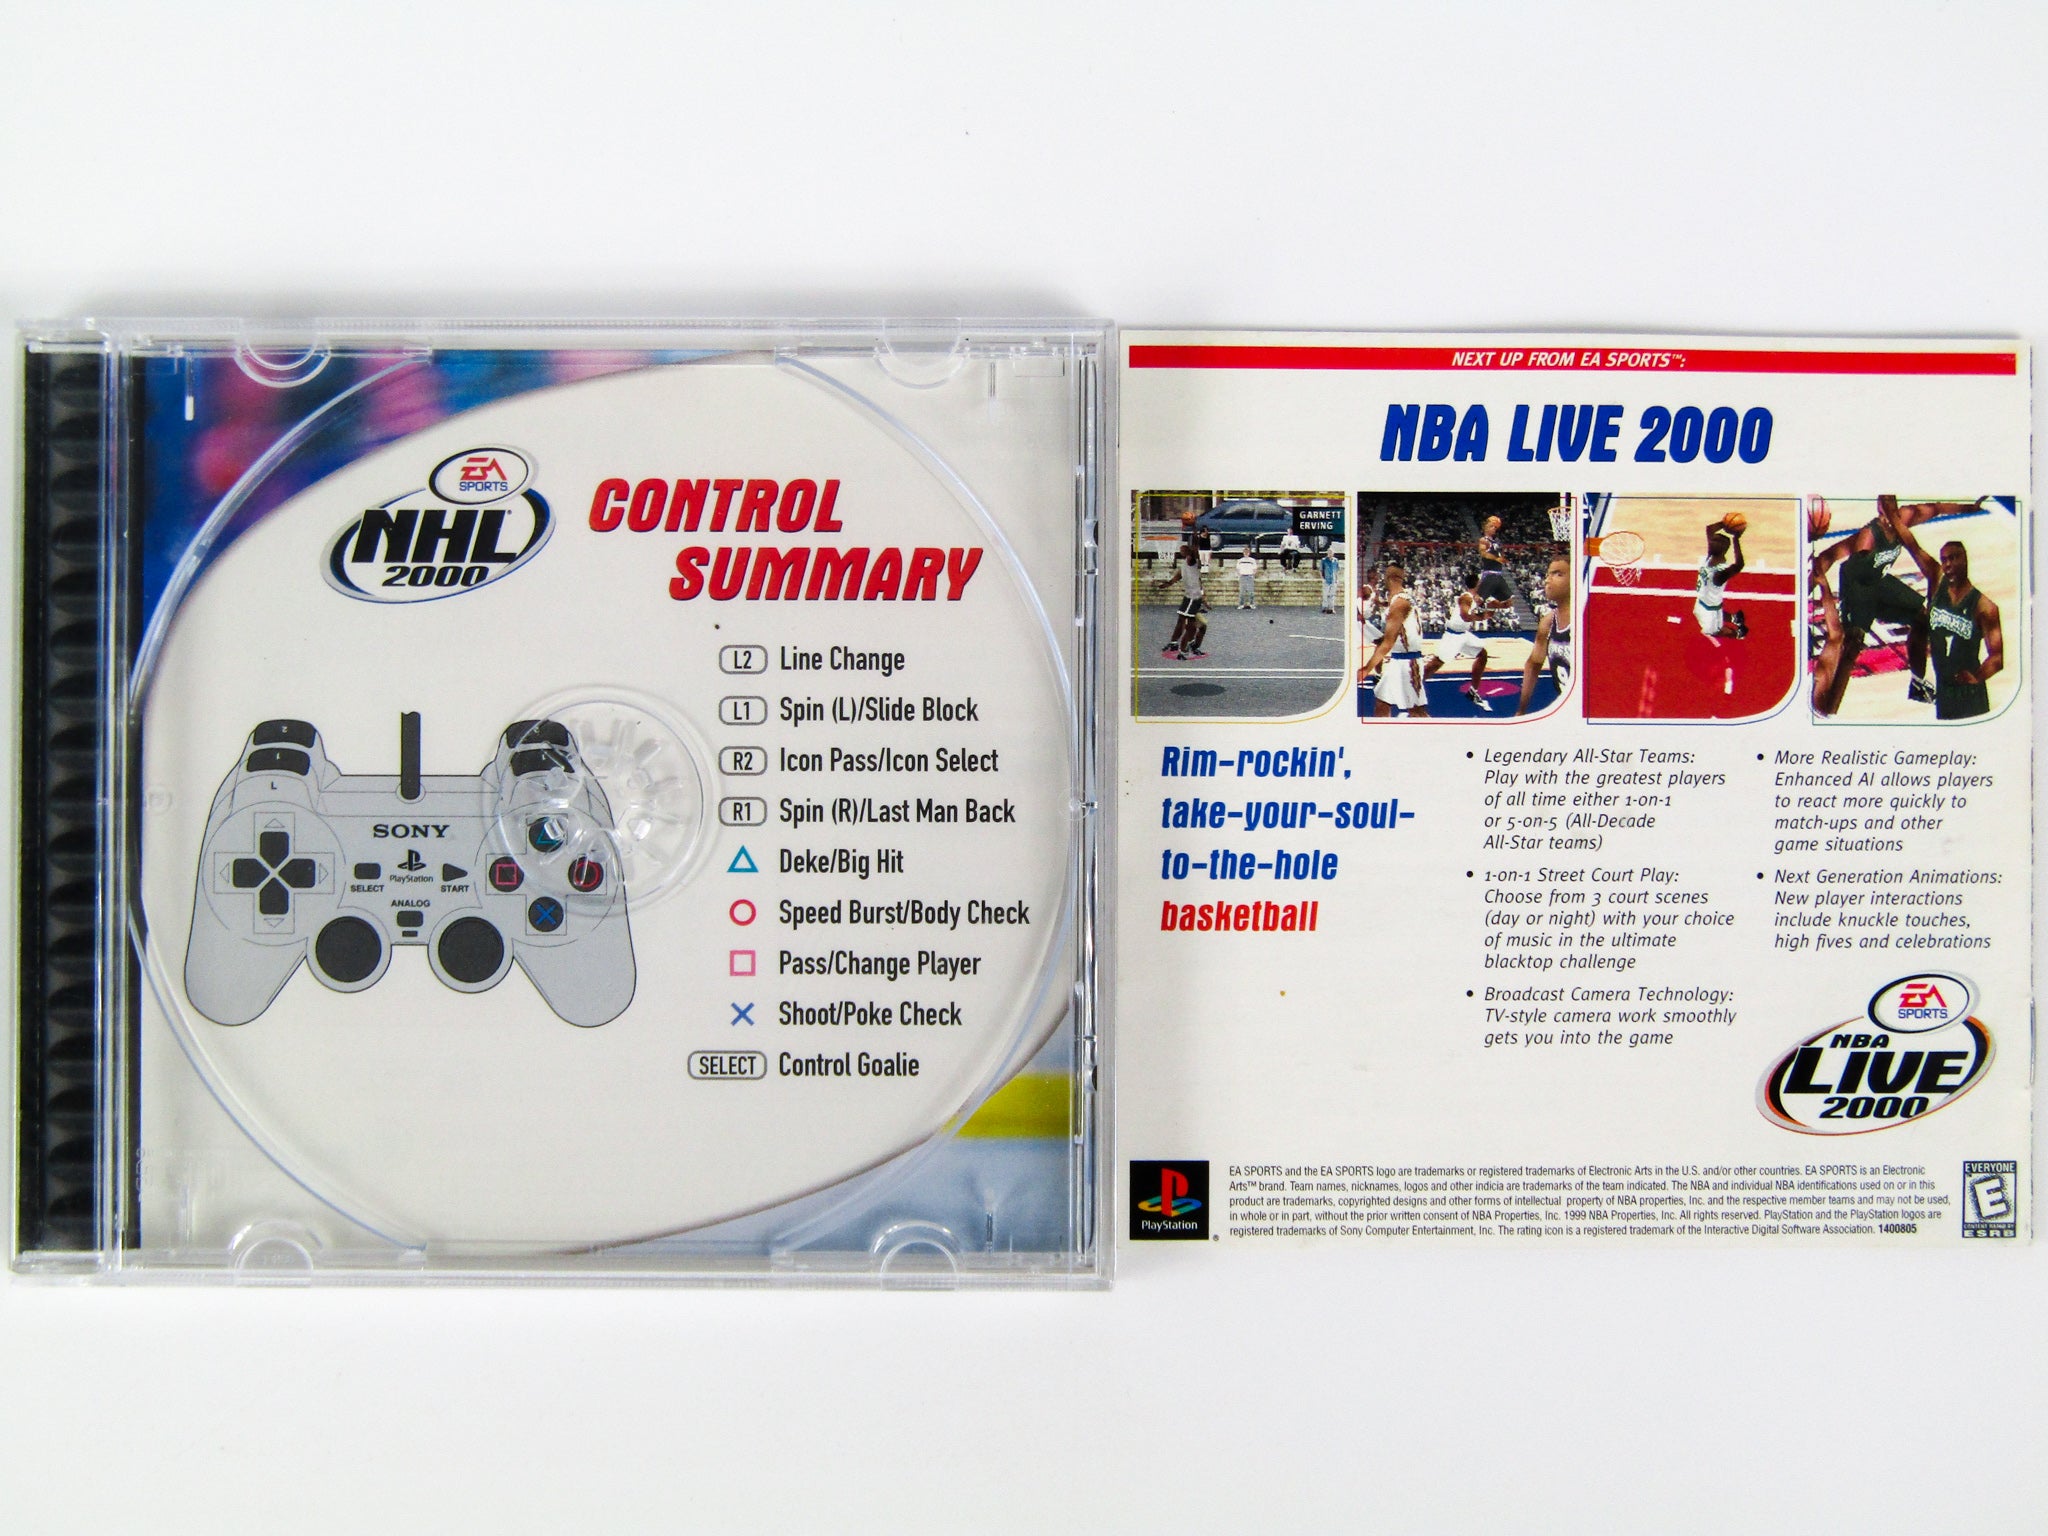 EA
SPORTS
NHL
2000
CONTROL
SUMMARY
L2 Line Change
L1 Spin (L)/Slide Block
R2 Icon Pass/Icon Select
R1 Spin (R)/Last Man Back
Deke/Big Hit
Speed Burst/Body Check
Pass/Change Player
Shoot/Poke Check
SELECT Control Goalie
2
1
L
2
1
SONY
PlayStation
SELECT
START
ANALOG
NEXT UP FROM EA SPORTS™:
NBA LIVE 2000
GARNETT
ERVING
1
Rim-rockin',
take-your-soul-
to-the-hole
basketball
• Legendary All-Star Teams:
Play with the greatest players
of all time either 1-on-1
or 5-on-5 (All-Decade
All-Star teams)
• 1-on-1 Street Court Play:
Choose from 3 court scenes
(day or night) with your choice
of music in the ultimate
blacktop challenge
• Broadcast Camera Technology:
TV-style camera work smoothly
gets you into the game
• More Realistic Gameplay:
Enhanced AI allows players
to react more quickly to
match-ups and other
game situations
• Next Generation Animations:
New player interactions
include knuckle touches,
high fives and celebrations
EA
SPORTS
NBA
LIVE
2000
PlayStation
®
EA SPORTS and the EA SPORTS logo are trademarks or registered trademarks of Electronic Arts in the U.S. and/or other countries. EA SPORTS is an Electronic
Arts™ brand. Team names, nicknames, logos and other indicia are trademarks of the team indicated. The NBA and individual NBA identifications used on or in this
product are trademarks, copyrighted designs and other forms of intellectual property of NBA properties, Inc. and the respective member teams and may not be used,
in whole or in part, without the prior written consent of NBA Properties, Inc. 1999 NBA Properties, Inc. All rights reserved. PlayStation and the PlayStation logos are
registered trademarks of Sony Computer Entertainment, Inc. The rating icon is a registered trademark of the Interactive Digital Software Association. 1400805
EVERYONE
E
CONTENT RATED BY
ESRB